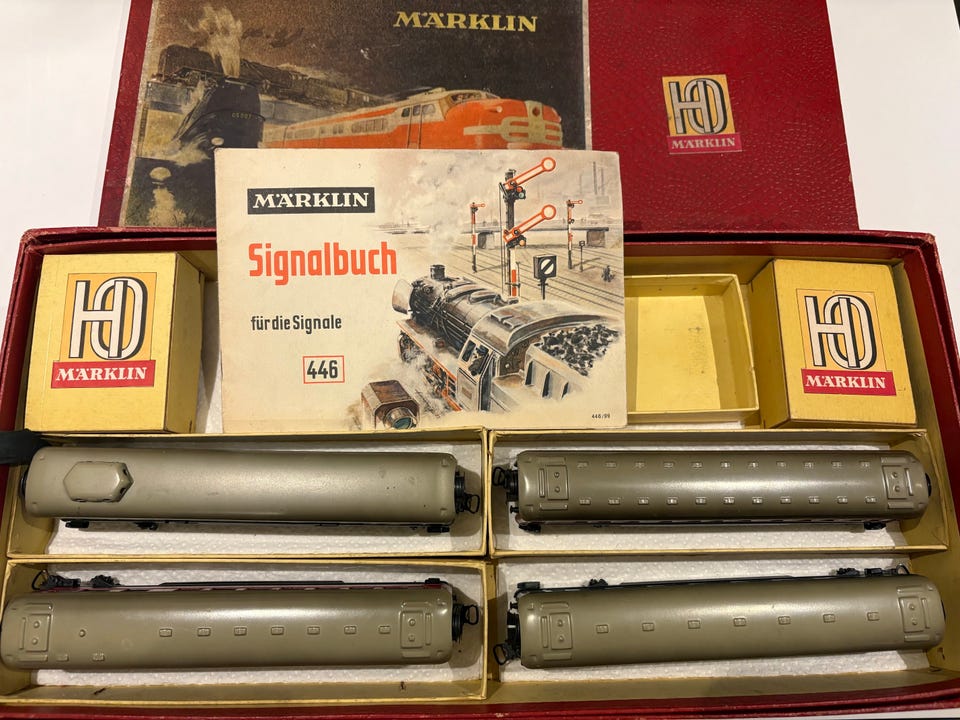 MÄRKLIN
HO
MÄRKLIN
MÄRKLIN
Signalbuch
für die Signale
446
446/99
HO
MÄRKLIN
HO
MÄRKLIN